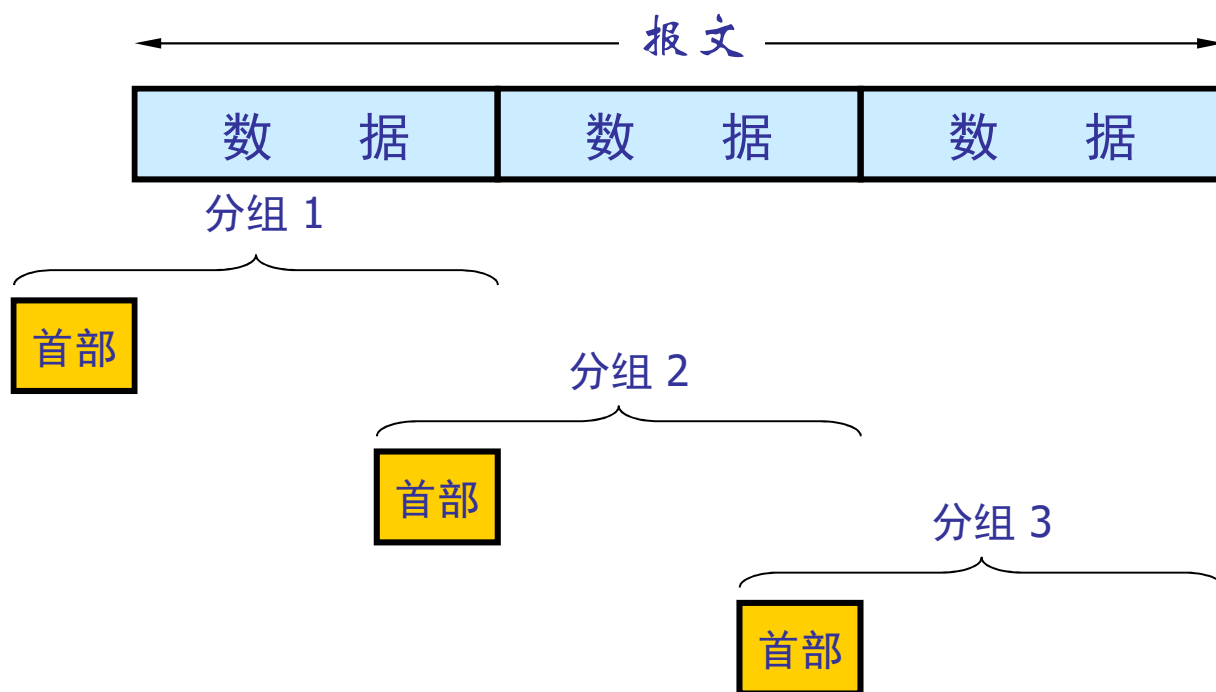 报文
数 据 数 据 数 据
分组 1
首部
分组 2
首部
分组 3
首部